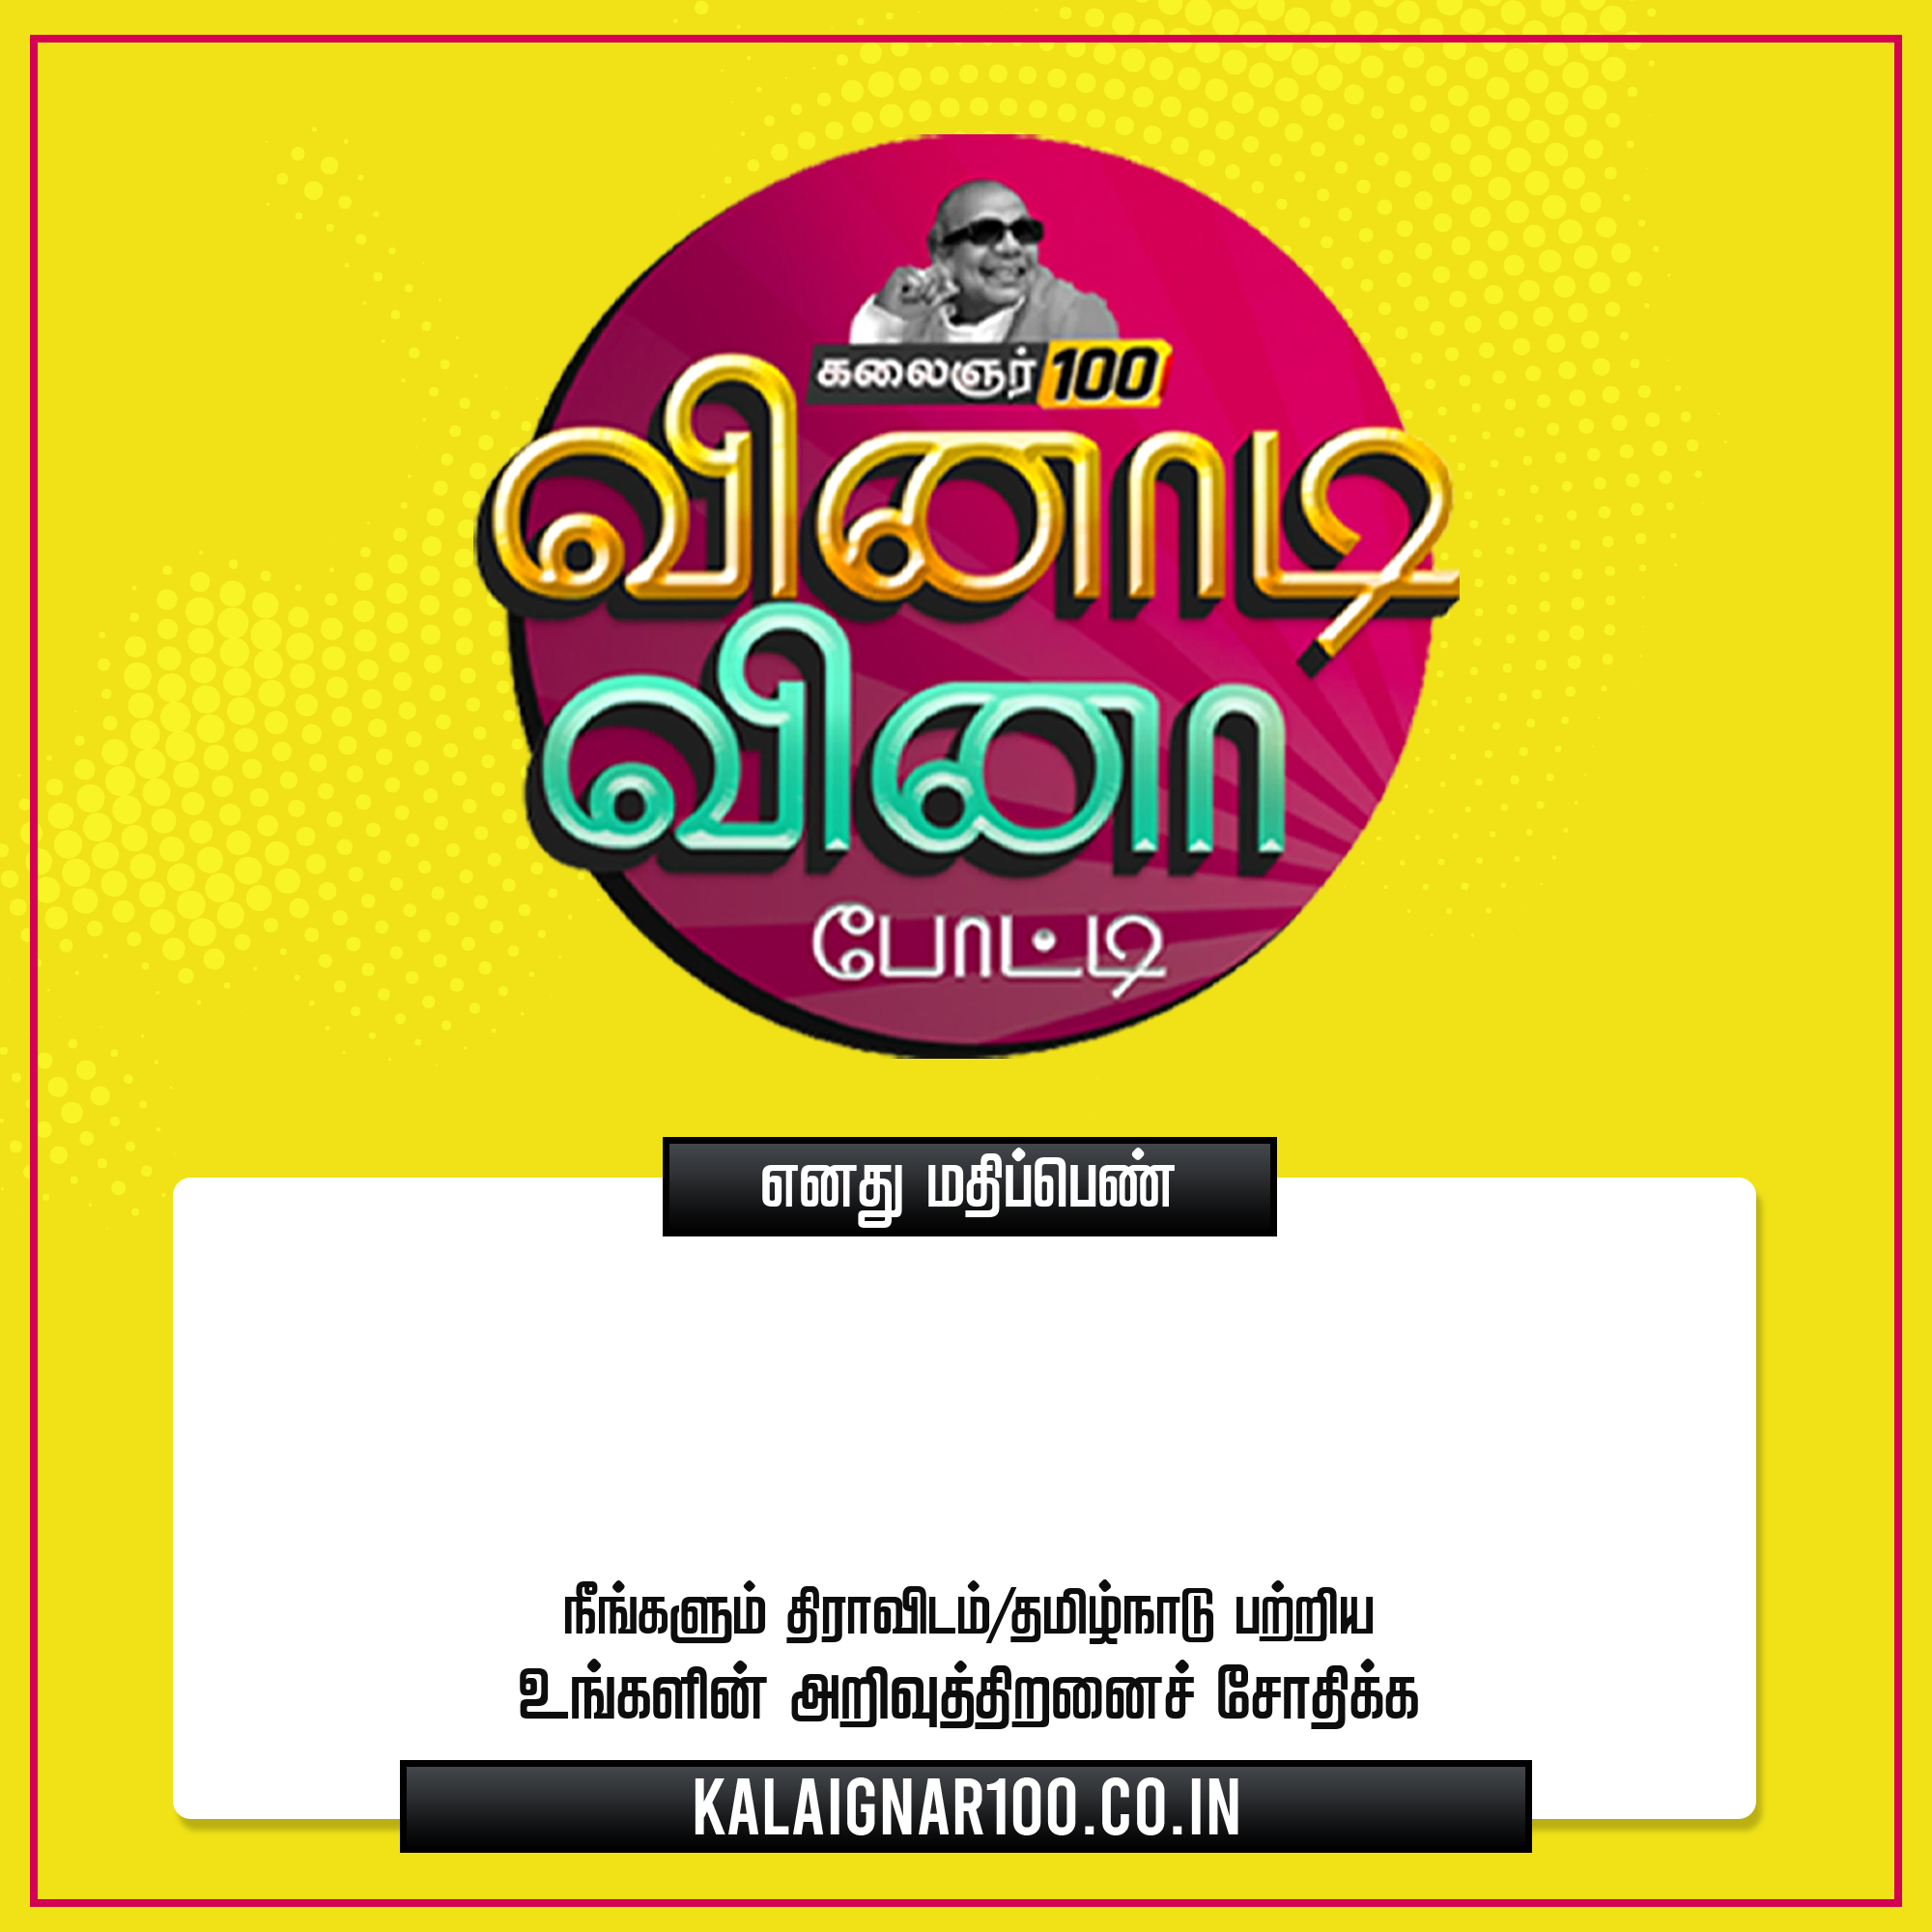 கலைஞர் 100
வினாடி
வினா
போட்டி
எனது மதிப்பெண்
நீங்களும் திராவிடம்/தமிழ்நாடு பற்றிய
உங்களின் அறிவுத்திறனைச் சோதிக்க
KALAIGNAR100.CO.IN